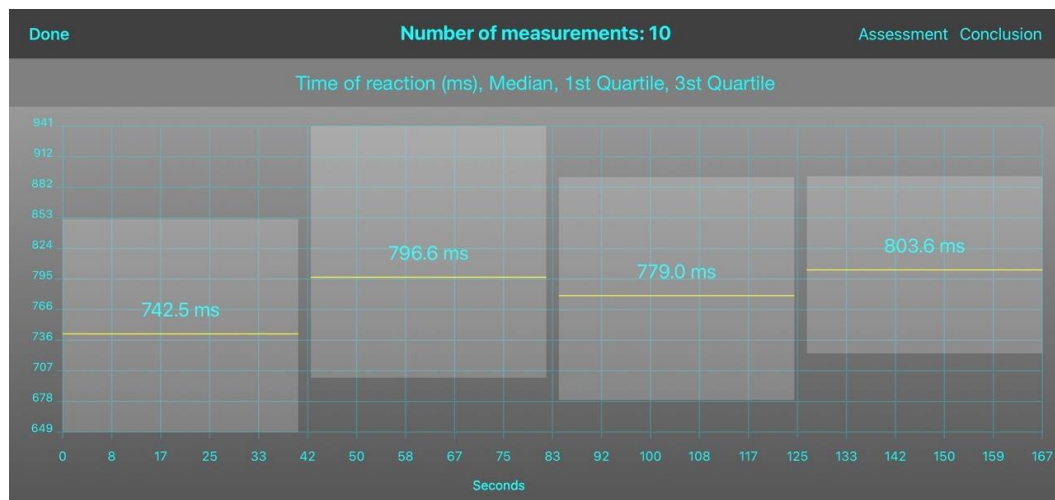 Done Number of measurements: 10 Assessment Conclusion
Time of reaction (ms), Median, 1st Quartile, 3st Quartile
941
912
882
853
824
795
766
736
707
678
649
742.5 ms
796.6 ms
779.0 ms
803.6 ms
0 8 17 25 33 42 50 58 67 75 83 92 100 108 117 125 133 142 150 159 167
Seconds